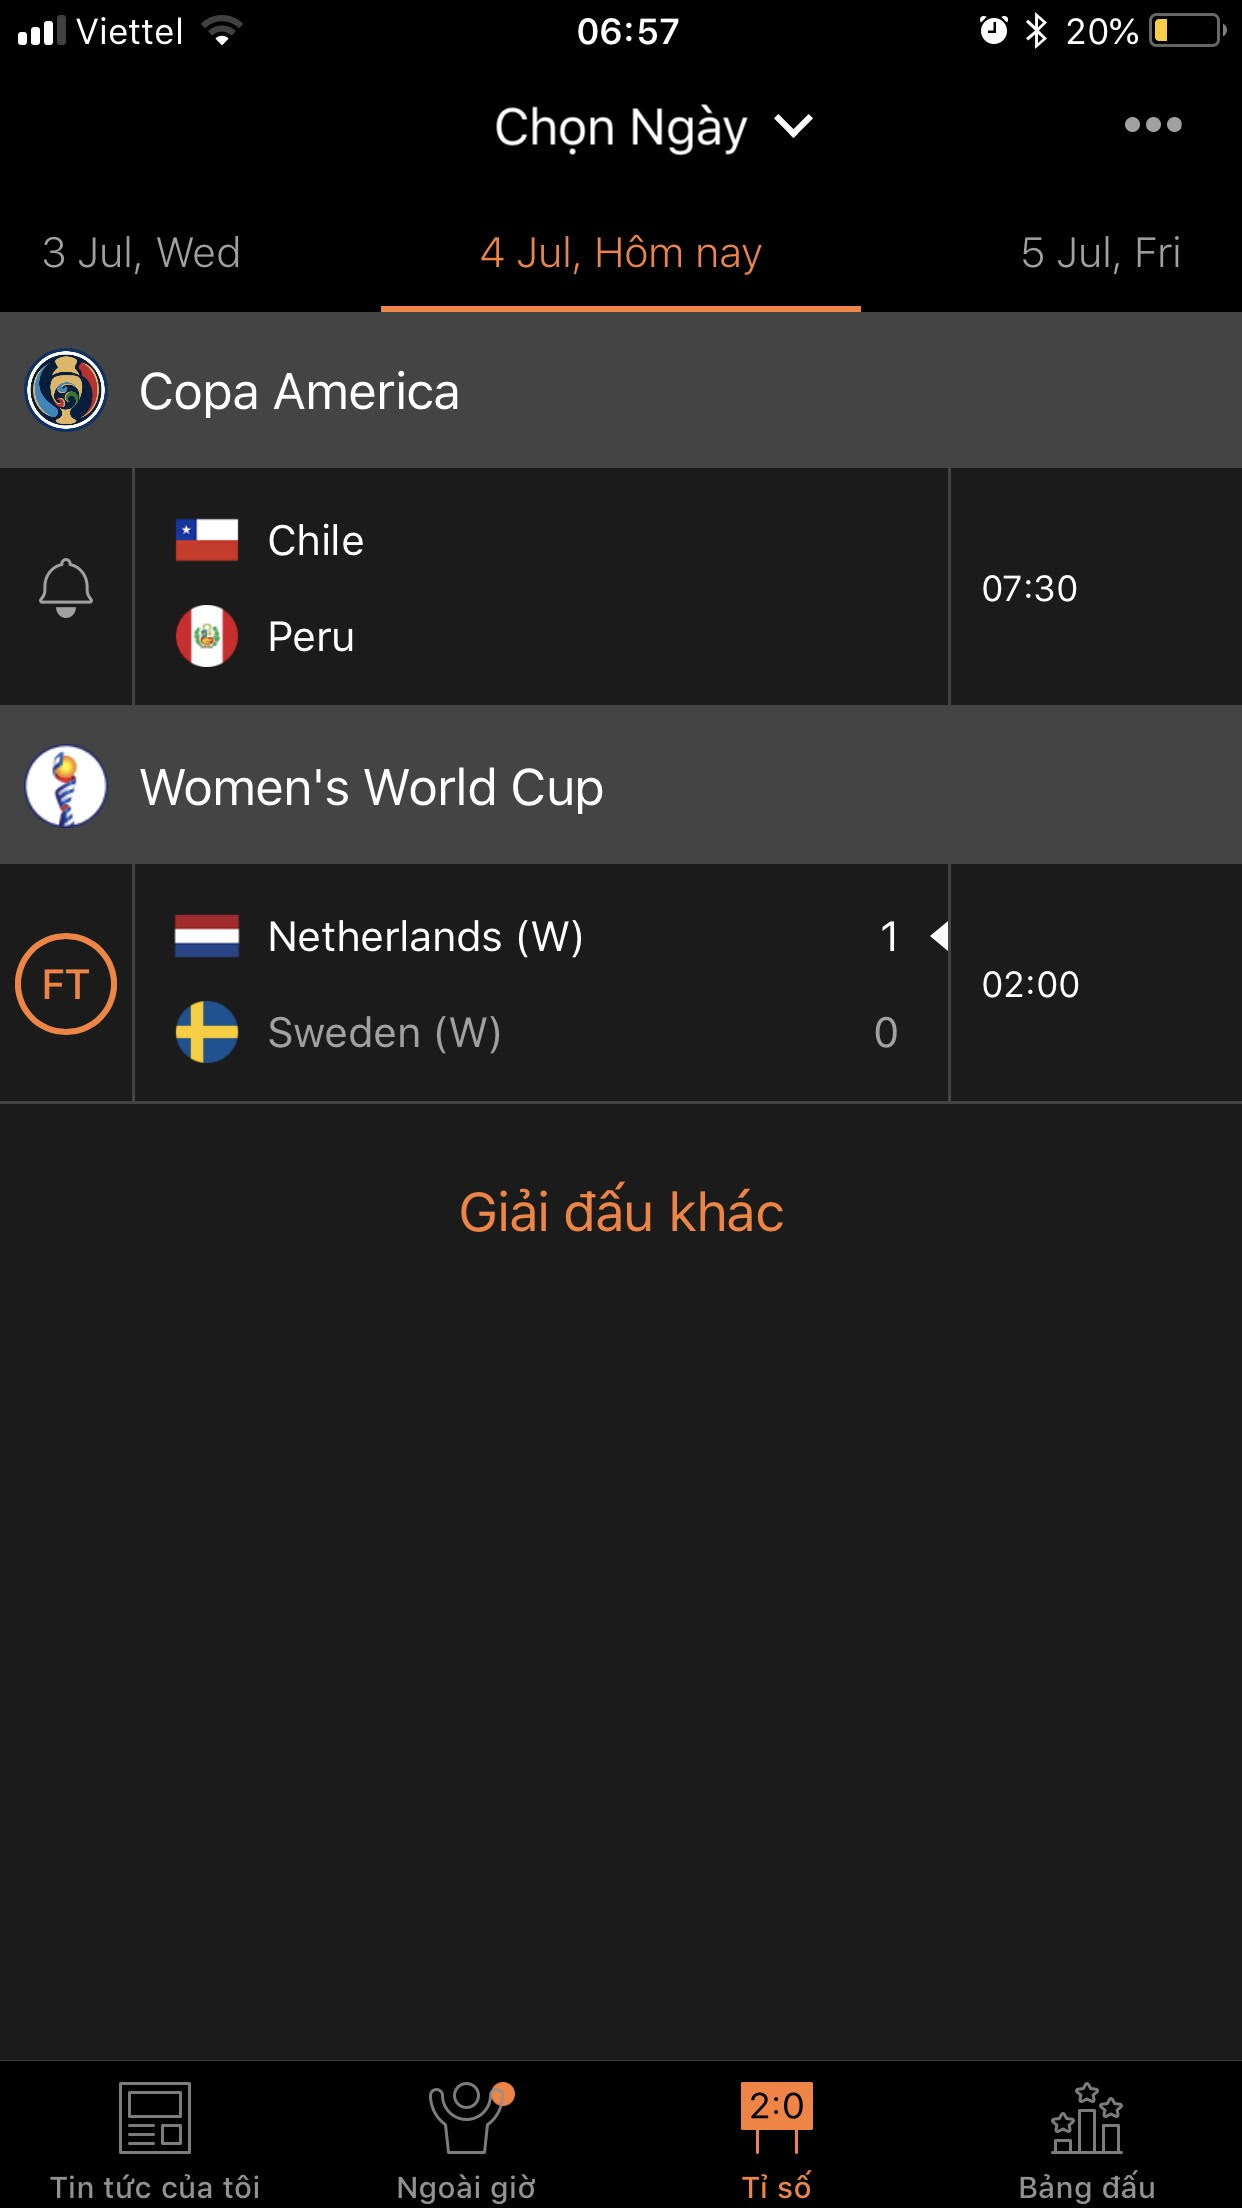 Viettel 06:57 20%
Chọn Ngày
3 Jul, Wed 4 Jul, Hôm nay 5 Jul, Fri
Copa America
Chile
07:30
Peru
Women's World Cup
Netherlands (W) 1
FT 02:00
Sweden (W) 0
Giải đấu khác
2:0
Tin tức của tôi Ngoài giờ Tỉ số Bảng đấu